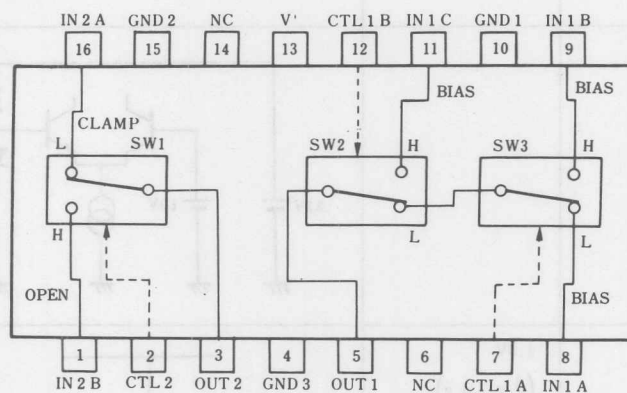 IN 2 A GND 2 NC V' CTL 1 B IN 1 C GND 1 IN 1 B
16 15 14 13 12 11 10 9
BIAS BIAS
L CLAMP
SW1 SW2 H SW3 H
H L L
OPEN BIAS
1 2 3 4 5 6 7 8
IN 2 B CTL 2 OUT 2 GND 3 OUT 1 NC CTL 1 A IN 1 A